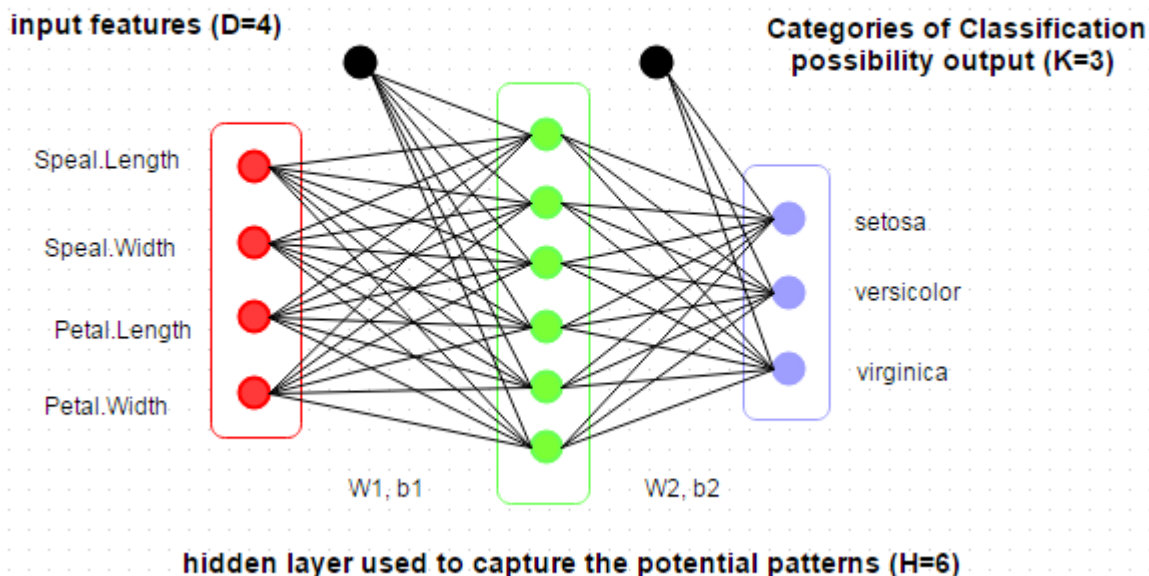 input features (D=4)
Categories of Classification
possibility output (K=3)
Speal.Length
Speal.Width
Petal.Length
Petal.Width
setosa
versicolor
virginica
W1, b1
W2, b2
hidden layer used to capture the potential patterns (H=6)